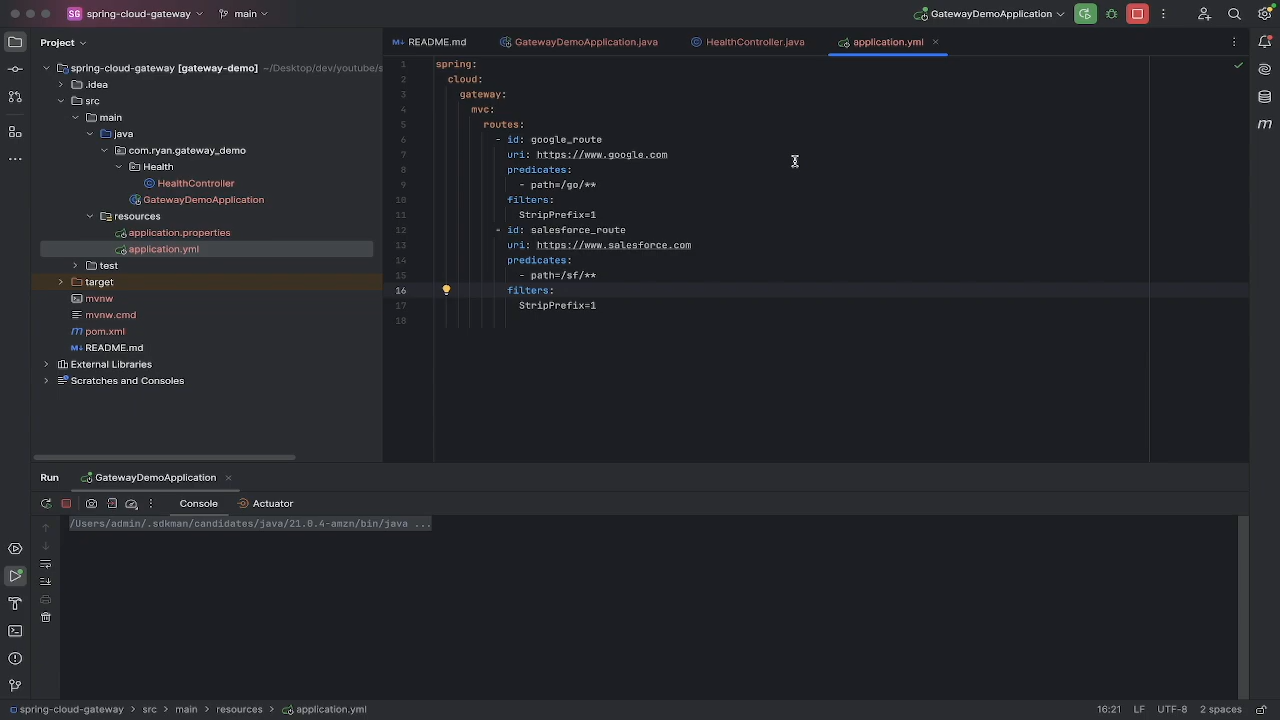 SG spring-cloud-gateway main GatewayDemoApplication
Project
README.md GatewayDemoApplication.java HealthController.java application.yml
spring-cloud-gateway [gateway-demo] ~/Desktop/dev/youtube/s
.idea
src
main
java
com.ryan.gateway_demo
Health
HealthController
GatewayDemoApplication
resources
application.properties
application.yml
test
target
mvnw
mvnw.cmd
pom.xml
README.md
External Libraries
Scratches and Consoles
1 spring:
2 cloud:
3 gateway:
4 mvc:
5 routes:
6 - id: google_route
7 uri: https://www.google.com
8 predicates:
9 - path=/go/**
10 filters:
11 StripPrefix=1
12 - id: salesforce_route
13 uri: https://www.salesforce.com
14 predicates:
15 - path=/sf/**
16 filters:
17 StripPrefix=1
18
Run GatewayDemoApplication
Console Actuator
/Users/admin/.sdkman/candidates/java/21.0.4-amzn/bin/java ...
spring-cloud-gateway > src > main > resources > application.yml 16:21 LF UTF-8 2 spaces